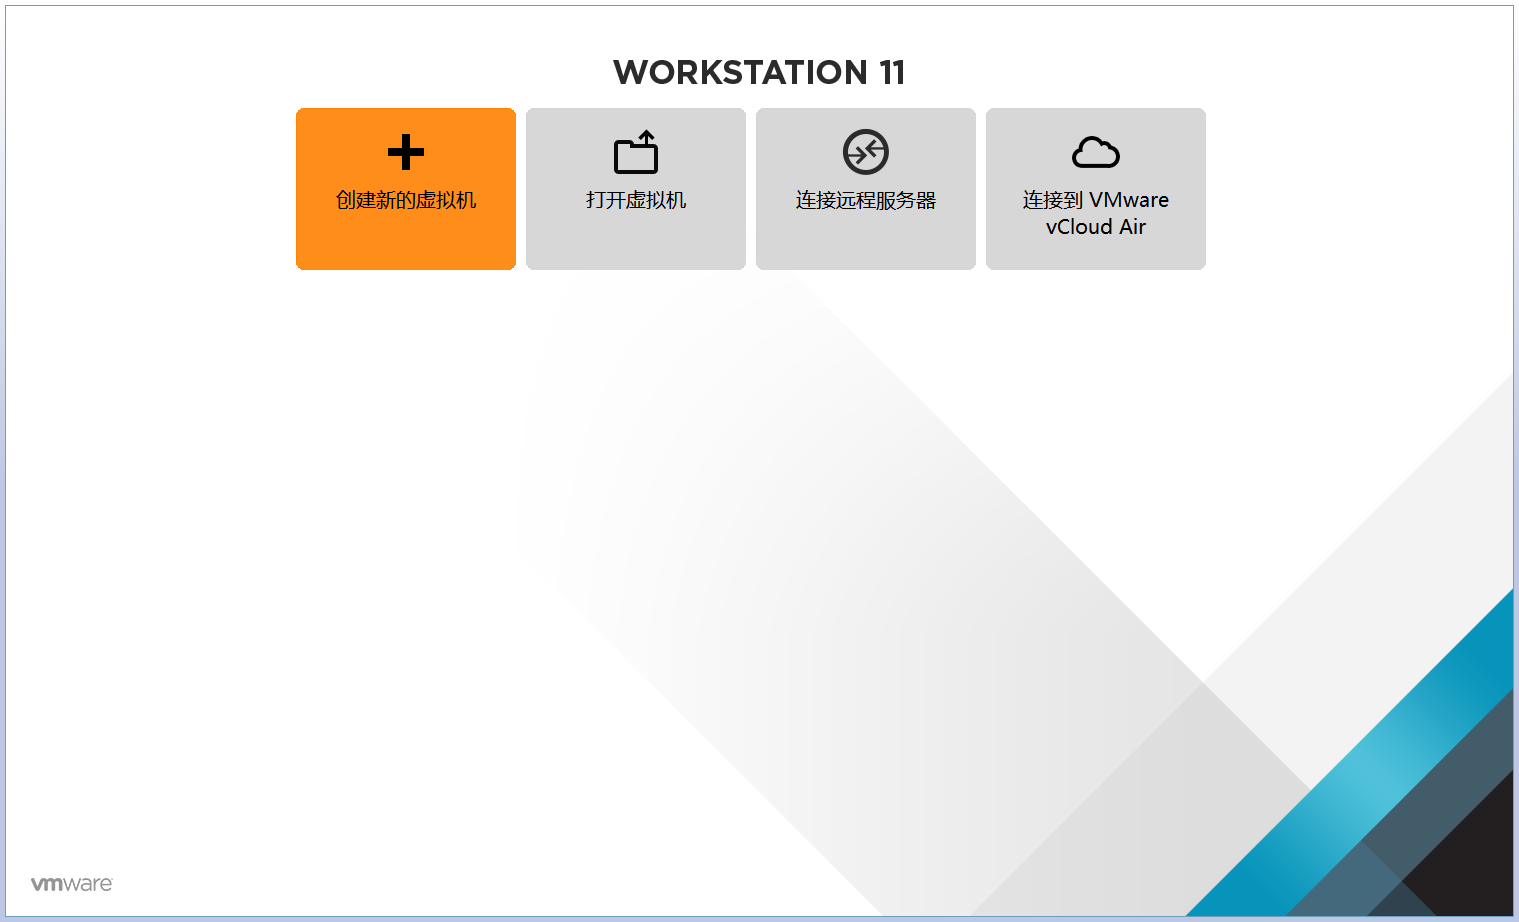 WORKSTATION 11
创建新的虚拟机
打开虚拟机
连接远程服务器
连接到 VMware
vCloud Air
vmware